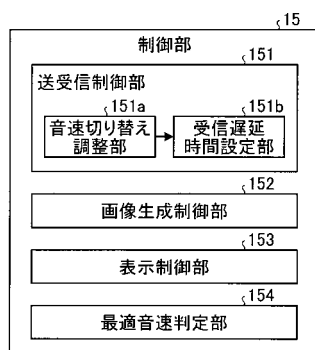 15
制御部
151
送受信制御部
151a
音速切り替え
調整部
151b
受信遅延
時間設定部
152
画像生成制御部
153
表示制御部
154
最適音速判定部